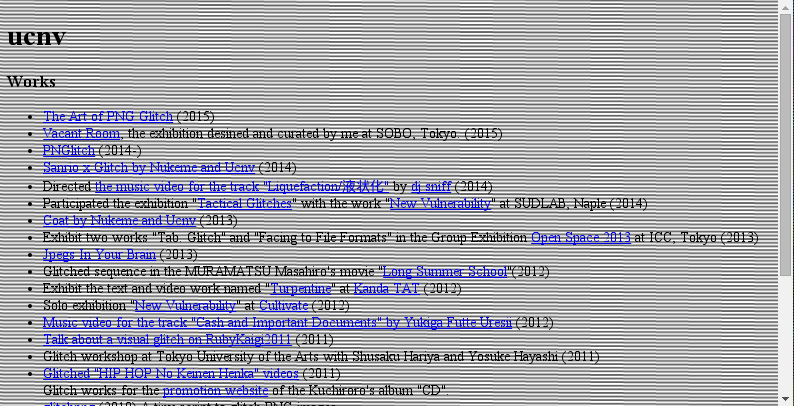 ucnv
Works
The Art of PNG Glitch (2015)
Vacant Room, the exhibition desined and curated by me at SOBO, Tokyo. (2015)
PNGlitch (2014-)
Sanrio x Glitch by Nukeme and Ucnv (2014)
Directed the music video for the track "Liquefaction/液状化" by dj sniff (2014)
Participated the exhibition "Tactical Glitches" with the work "New Vulnerability" at SUDLAB, Naple (2014)
Coat by Nukeme and Ucnv (2013)
Exhibit two works "Tab. Glitch" and "Facing to File Formats" in the Group Exhibition Open Space 2013 at ICC, Tokyo (2013)
Jpegs In Your Brain (2013)
Glitched sequence in the MURAMATSU Masahiro's movie "Long Summer School"(2012)
Exhibit the text and video work named "Turpentine" at Kanda TAT (2012)
Solo exhibition "New Vulnerability" at Cultivate (2012)
Music video for the track "Cash and Important Documents" by Yukiga Futte Uresii (2012)
Talk about a visual glitch on RubyKaigi2011 (2011)
Glitch workshop at Tokyo University of the Arts with Shusaku Hariya and Yosuke Hayashi (2011)
Glitched "HIP HOP No Keinen Henka" videos (2011)
Glitch works for the promotion website of the Kuchiroro's album "CD".
(2010) A tiny script to glitch PNG images